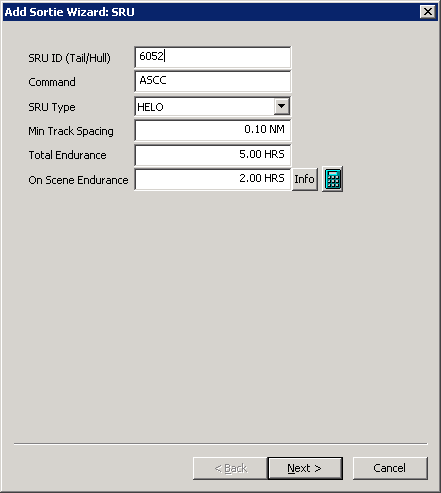 Add Sortie Wizard: SRU
SRU ID (Tail/Hull) 6052
Command ASCC
SRU Type HELO
Min Track Spacing 0.10 NM
Total Endurance 5.00 HRS
On Scene Endurance 2.00 HRS Info
< Back Next > Cancel